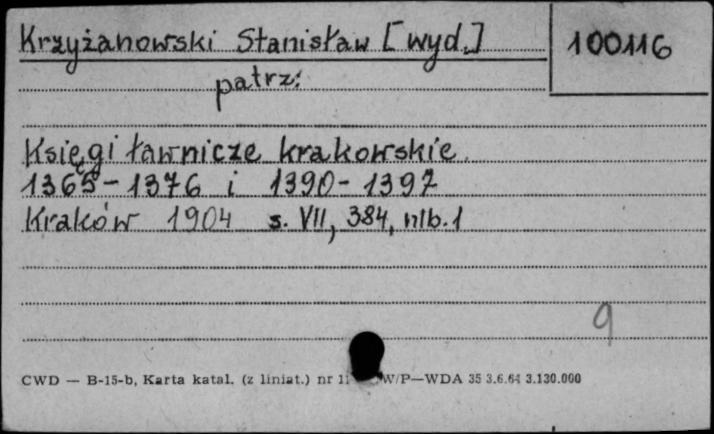 Krzyżanowski Stanisław [wyd.]
100116
patrz:
Księgi ławnicze krakowskie.
1365-1376 i 1390-1397
Kraków 1904 s. VII, 384, nlb. 1
9
CWD — B-15-b, Karta katal. (z liniat.) nr W/P—WDA 35 3.6.64 3.130.000